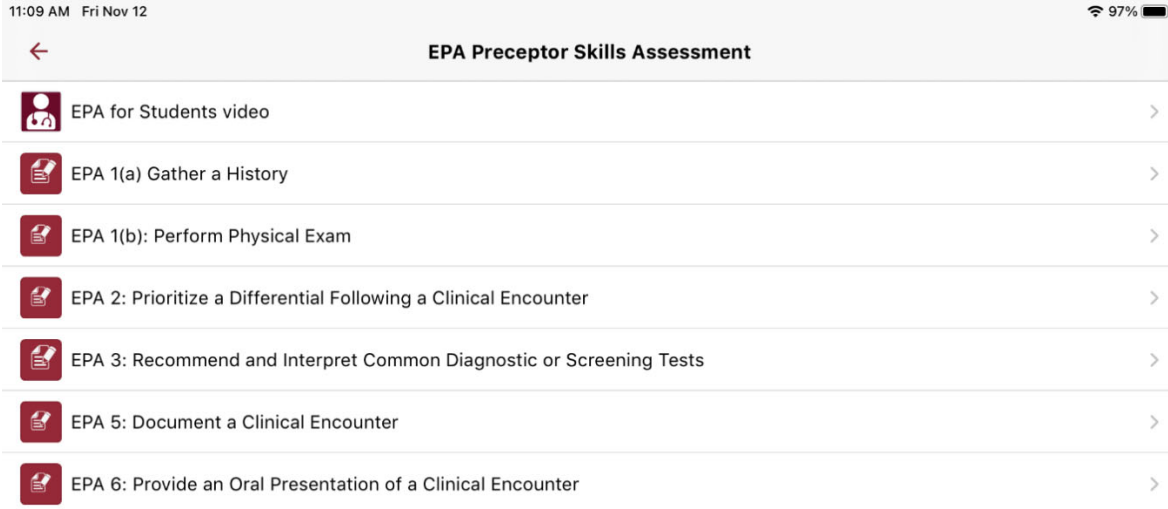 11:09 AM Fri Nov 12 97%
EPA Preceptor Skills Assessment
EPA for Students video
EPA 1(a) Gather a History
EPA 1(b): Perform Physical Exam
EPA 2: Prioritize a Differential Following a Clinical Encounter
EPA 3: Recommend and Interpret Common Diagnostic or Screening Tests
EPA 5: Document a Clinical Encounter
EPA 6: Provide an Oral Presentation of a Clinical Encounter